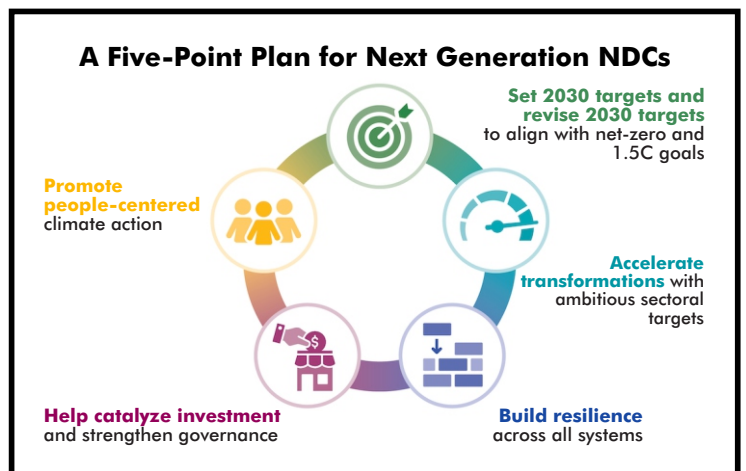 A Five-Point Plan for Next Generation NDCs
Set 2030 targets and
revise 2030 targets
to align with net-zero and
1.5C goals
Promote
people-centered
climate action
Accelerate
transformations with
ambitious sectoral
targets
$
Help catalyze investment
and strengthen governance
Build resilience
across all systems